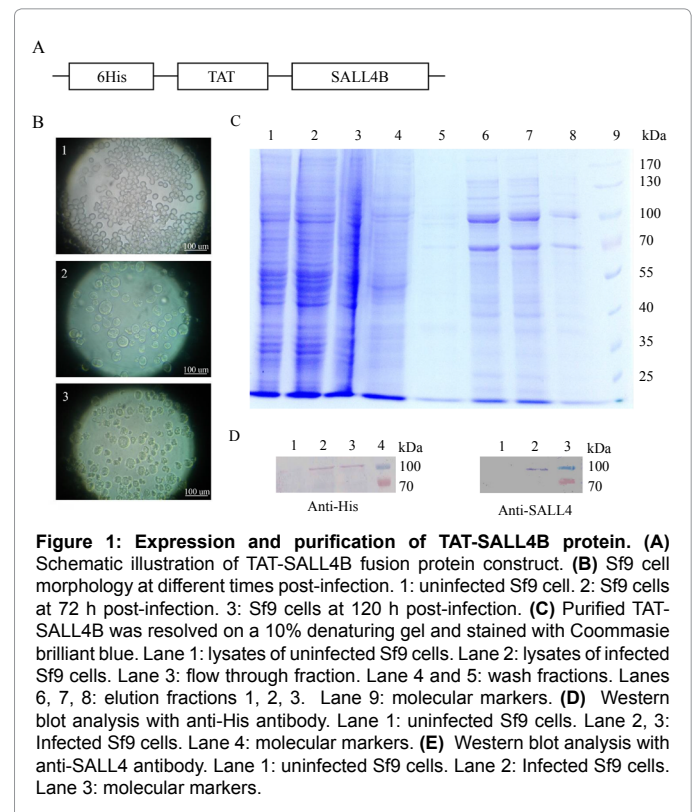 A
6His TAT SALL4B
B
C
1 2 3 4 5 6 7 8 9 kDa
1
100 um
2
100 um
3
100 um
170
130
100
70
55
40
35
25
D
1 2 3 4 kDa
100
70
Anti-His
1 2 3 kDa
100
70
Anti-SALL4
Figure 1: Expression and purification of TAT-SALL4B protein. (A)
Schematic illustration of TAT-SALL4B fusion protein construct. (B) Sf9 cell
morphology at different times post-infection. 1: uninfected Sf9 cell. 2: Sf9 cells
at 72 h post-infection. 3: Sf9 cells at 120 h post-infection. (C) Purified TAT-
SALL4B was resolved on a 10% denaturing gel and stained with Coommasie
brilliant blue. Lane 1: lysates of uninfected Sf9 cells. Lane 2: lysates of infected
Sf9 cells. Lane 3: flow through fraction. Lane 4 and 5: wash fractions. Lanes
6, 7, 8: elution fractions 1, 2, 3. Lane 9: molecular markers. (D) Western
blot analysis with anti-His antibody. Lane 1: uninfected Sf9 cells. Lane 2, 3:
Infected Sf9 cells. Lane 4: molecular markers. (E) Western blot analysis with
anti-SALL4 antibody. Lane 1: uninfected Sf9 cells. Lane 2: Infected Sf9 cells.
Lane 3: molecular markers.